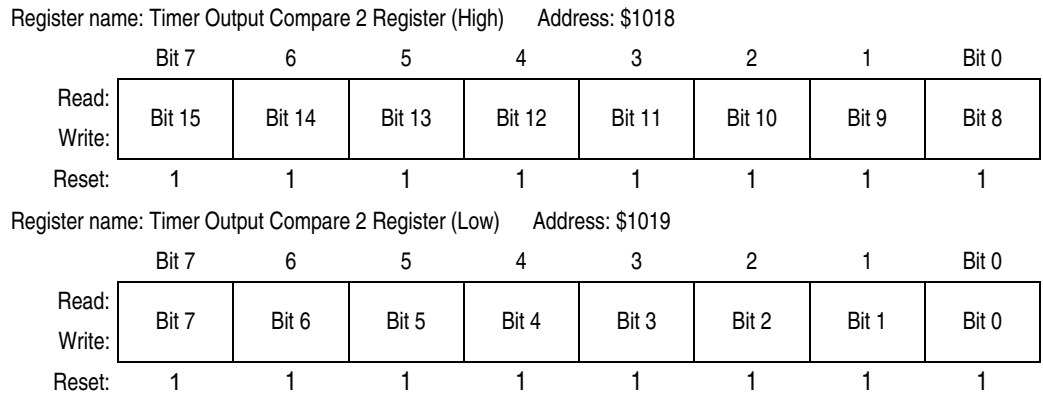 Register name: Timer Output Compare 2 Register (High) Address: $1018
Bit 7 6 5 4 3 2 1 Bit 0
Read:
Bit 15 Bit 14 Bit 13 Bit 12 Bit 11 Bit 10 Bit 9 Bit 8
Write:
Reset: 1 1 1 1 1 1 1 1
Register name: Timer Output Compare 2 Register (Low) Address: $1019
Bit 7 6 5 4 3 2 1 Bit 0
Read:
Bit 7 Bit 6 Bit 5 Bit 4 Bit 3 Bit 2 Bit 1 Bit 0
Write:
Reset: 1 1 1 1 1 1 1 1